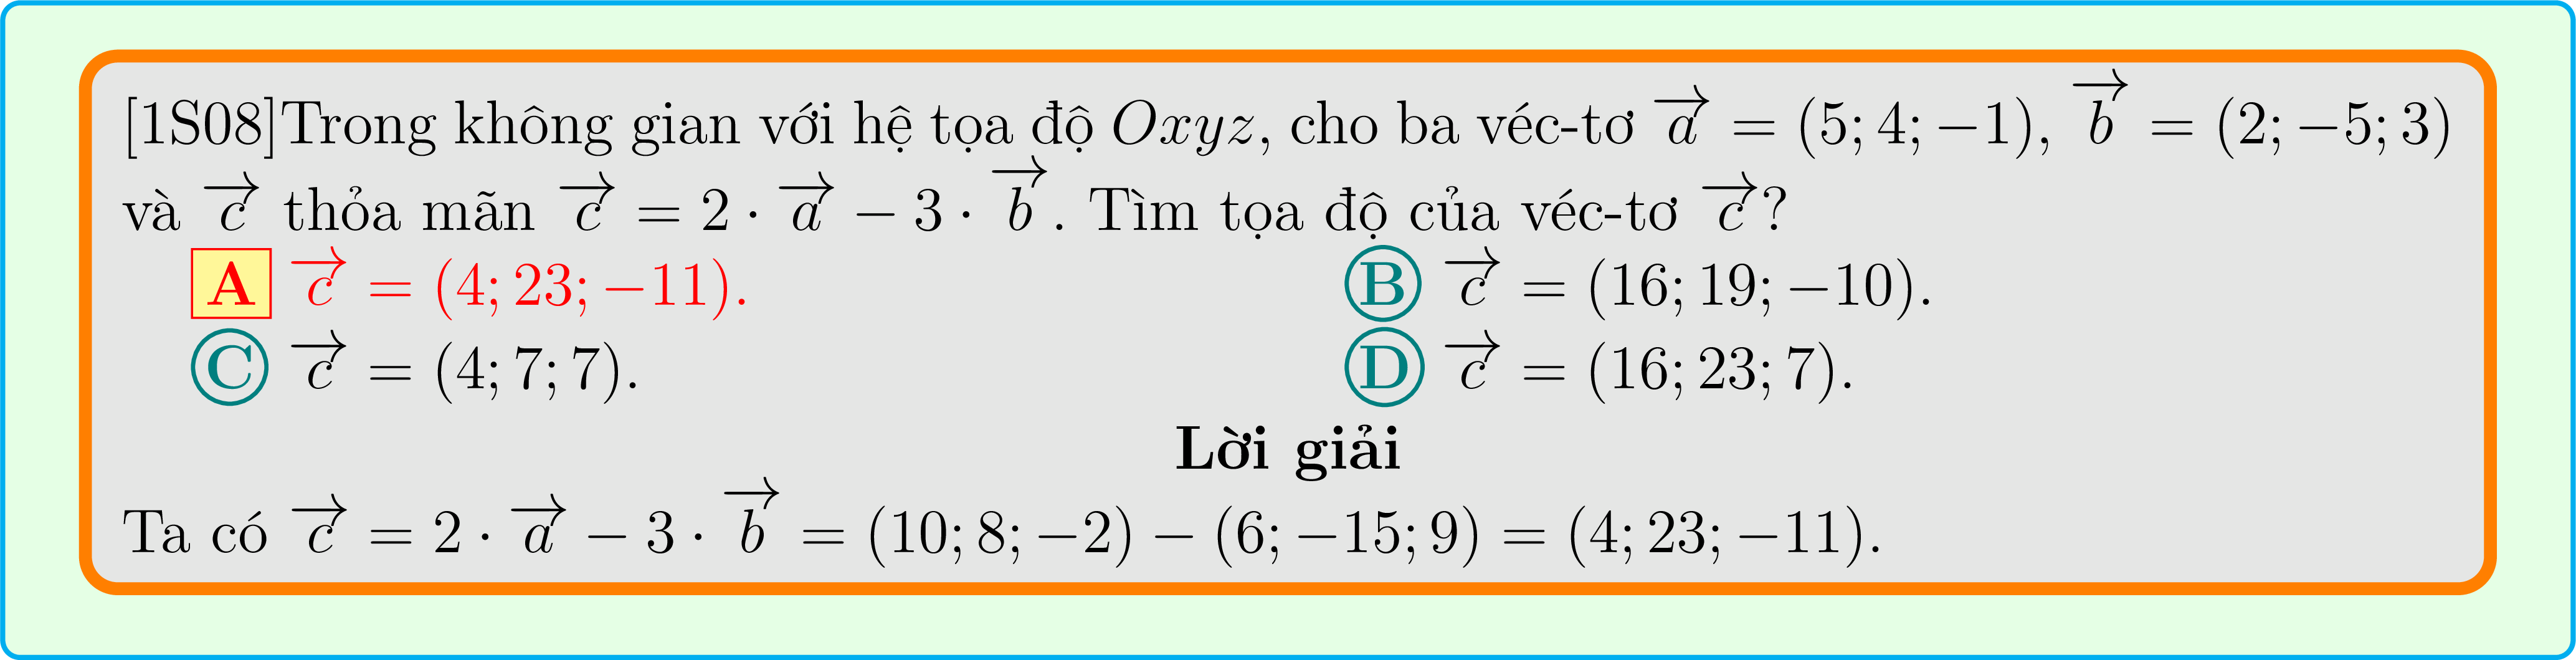 [1S08]Trong không gian với hệ tọa độ Oxyz, cho ba véc-tơ $\overrightarrow{a} = (5; 4; -1)$, $\overrightarrow{b} = (2; -5; 3)$
và $\overrightarrow{c}$ thỏa mãn $\overrightarrow{c} = 2 \cdot \overrightarrow{a} - 3 \cdot \overrightarrow{b}$. Tìm tọa độ của véc-tơ $\overrightarrow{c}$?
A $\overrightarrow{c} = (4; 23; -11)$. B $\overrightarrow{c} = (16; 19; -10)$.
C $\overrightarrow{c} = (4; 7; 7)$. D $\overrightarrow{c} = (16; 23; 7)$.
Lời giải
Ta có $\overrightarrow{c} = 2 \cdot \overrightarrow{a} - 3 \cdot \overrightarrow{b} = (10; 8; -2) - (6; -15; 9) = (4; 23; -11)$.